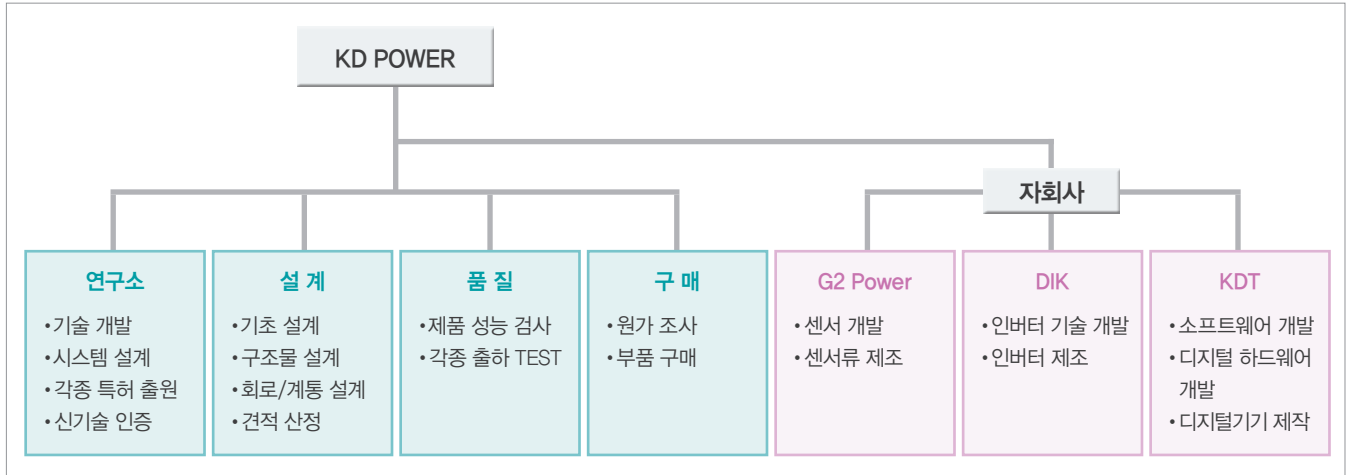 KD POWER
자회사
연구소
•기술 개발
•시스템 설계
•각종 특허 출원
•신기술 인증
설 계
•기초 설계
•구조물 설계
•회로/계통 설계
•견적 산정
품 질
•제품 성능 검사
•각종 출하 TEST
구 매
•원가 조사
•부품 구매
G2 Power
•센서 개발
•센서류 제조
DIK
•인버터 기술 개발
•인버터 제조
KDT
•소프트웨어 개발
•디지털 하드웨어
개발
•디지털기기 제작